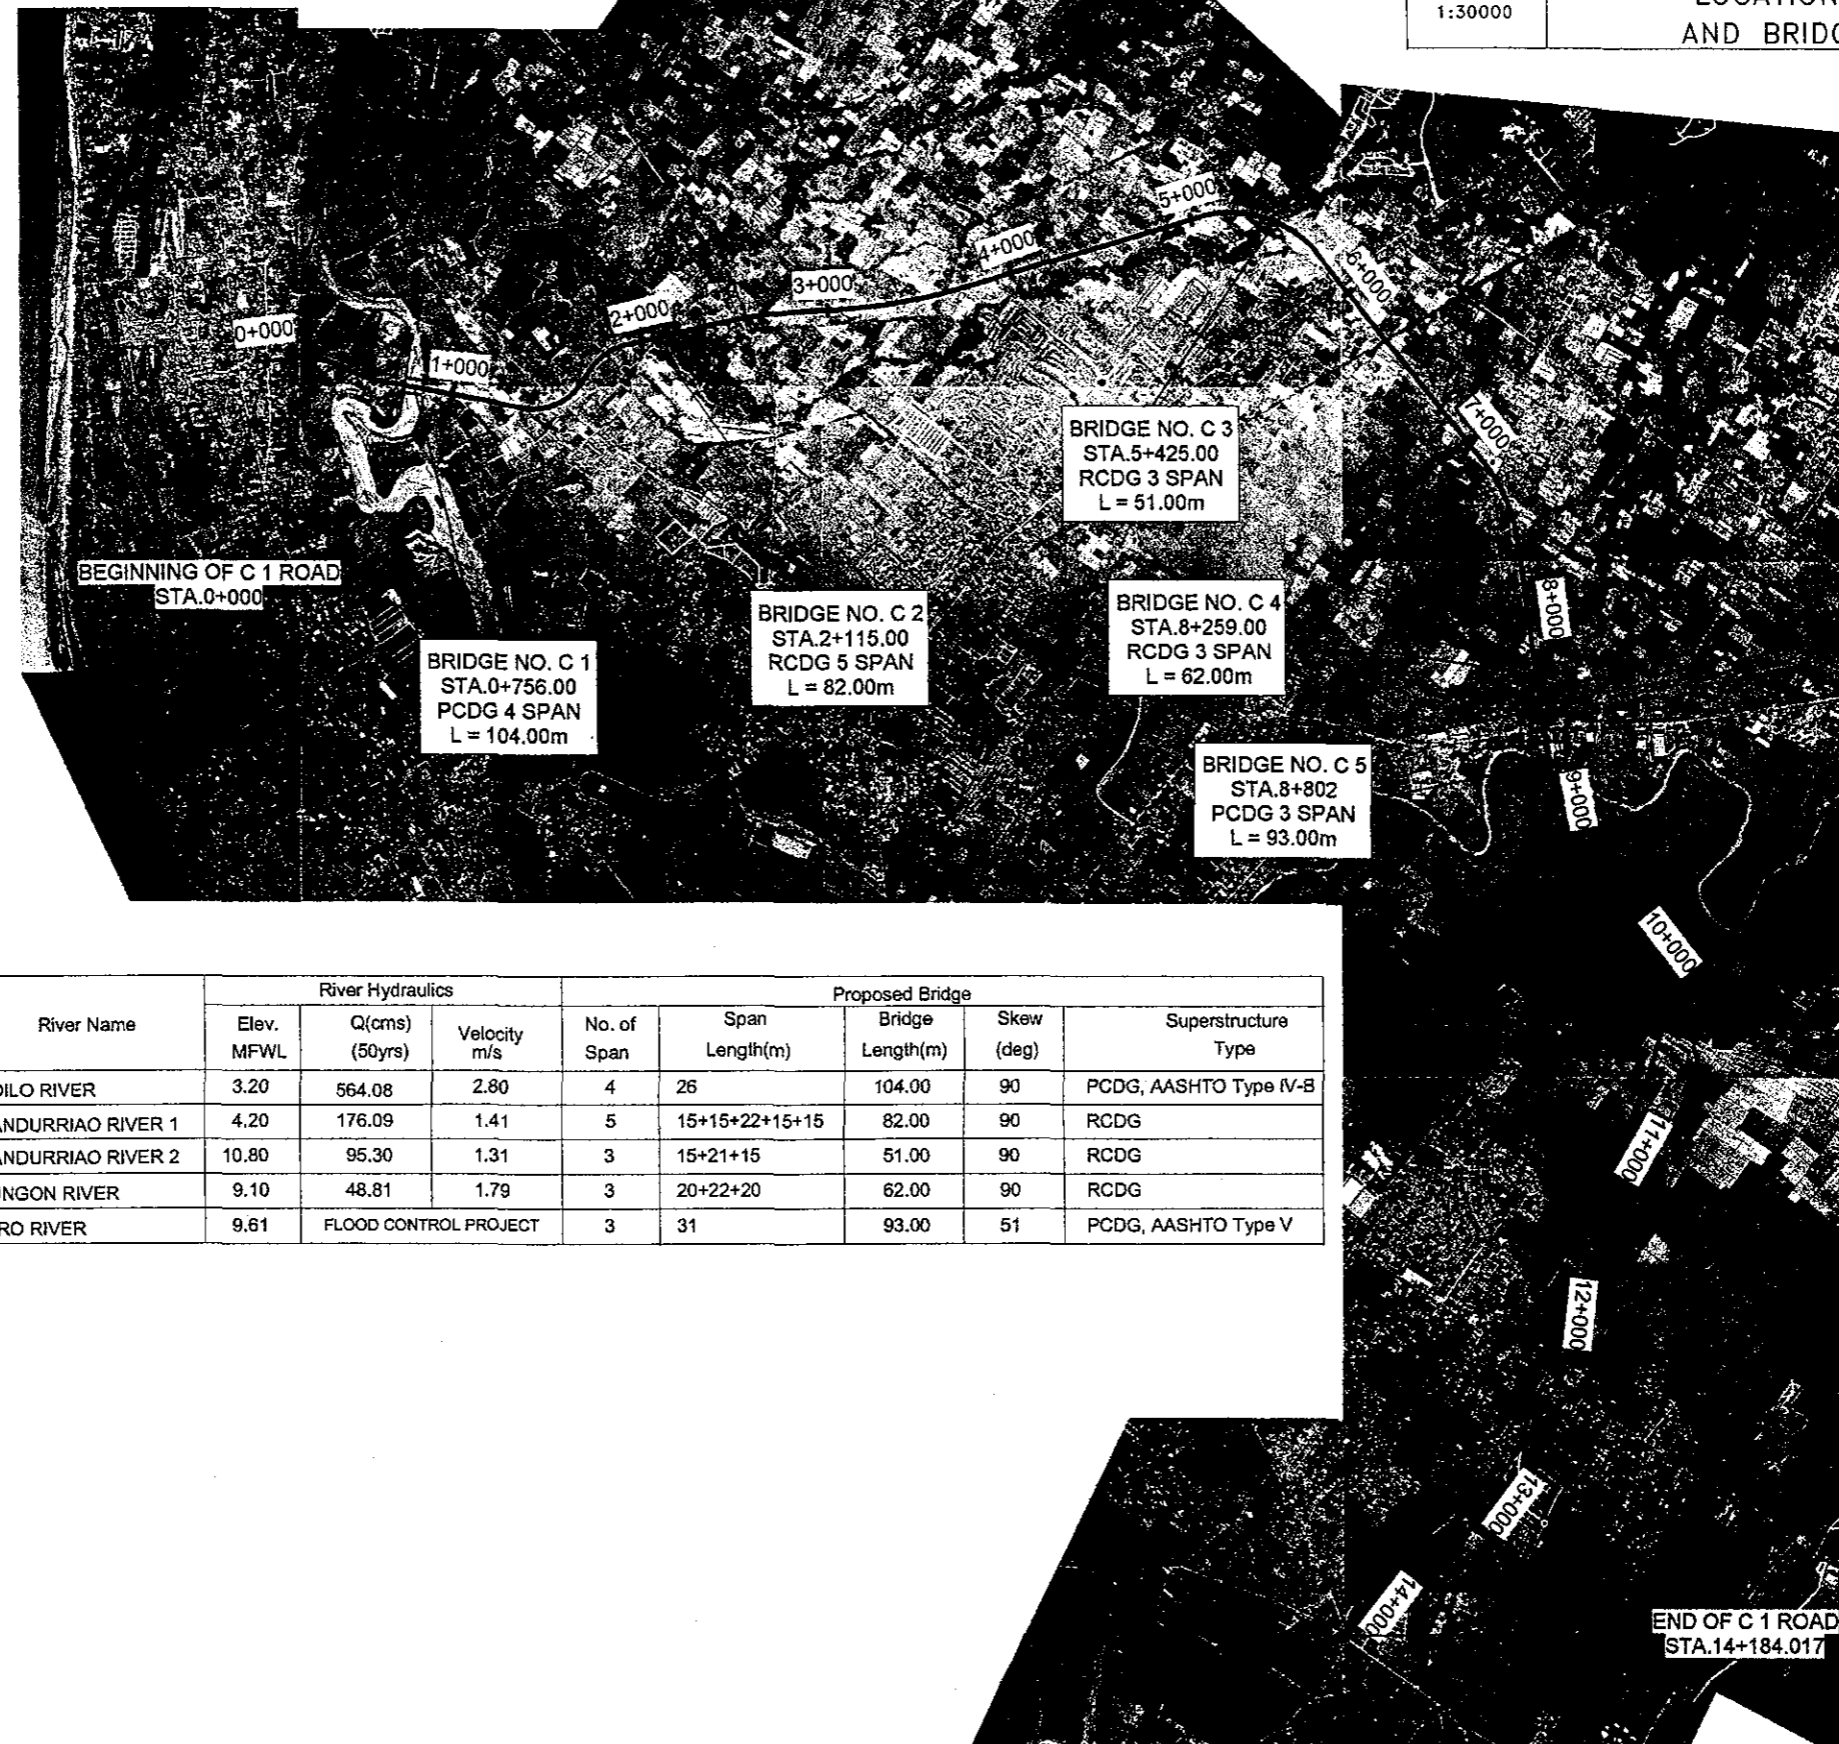 1:30000
AND BRIDG
5+000
4+000
6+000
3+000
2+000
0+000
1+000
7+000
BRIDGE NO. C 3
STA.5+425.00
RCDG 3 SPAN
L = 51.00m
BEGINNING OF C 1 ROAD
STA.0+000
8+000
BRIDGE NO. C 2
STA.2+115.00
RCDG 5 SPAN
L = 82.00m
BRIDGE NO. C 4
STA.8+259.00
RCDG 3 SPAN
L = 62.00m
BRIDGE NO. C 1
STA.0+756.00
PCDG 4 SPAN
L = 104.00m
BRIDGE NO. C 5
STA.8+802
PCDG 3 SPAN
L = 93.00m
9+000
10+000
River Name River Hydraulics Proposed Bridge
Elev. MFWL Q(cms) (50yrs) Velocity m/s No. of Span Span Length(m) Bridge Length(m) Skew (deg) Superstructure Type
OILO RIVER 3.20 564.08 2.80 4 26 104.00 90 PCDG, AASHTO Type IV-B
ANDURRIAO RIVER 1 4.20 176.09 1.41 5 15+15+22+15+15 82.00 90 RCDG
ANDURRIAO RIVER 2 10.80 95.30 1.31 3 15+21+15 51.00 90 RCDG
NGON RIVER 9.10 48.81 1.79 3 20+22+20 62.00 90 RCDG
RO RIVER 9.61 FLOOD CONTROL PROJECT 3 31 93.00 51 PCDG, AASHTO Type V
11+000
12+000
13+000
14+000
END OF C 1 ROAD
STA.14+184.017